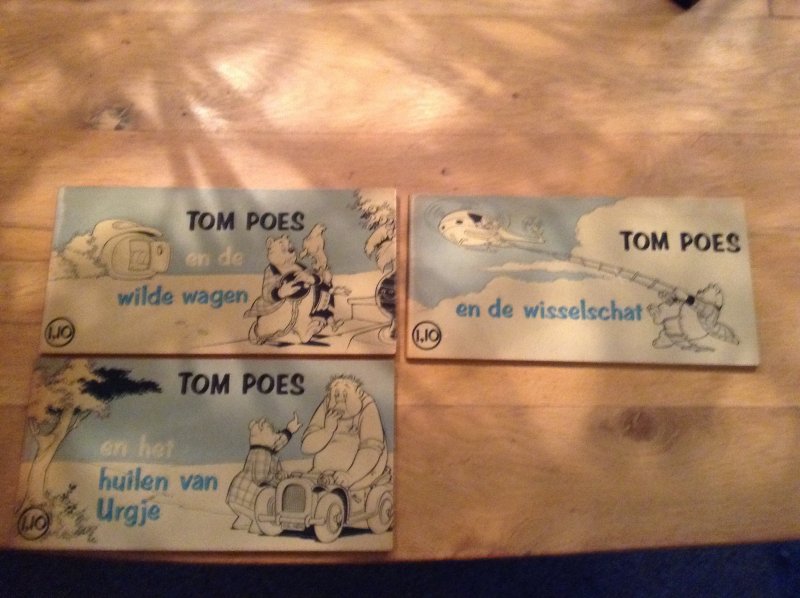 TOM POES
en de
wilde wagen
1,10
TOM POES
en de wisselschat
1,10
TOM POES
en het
huilen van
Urgje
1,10